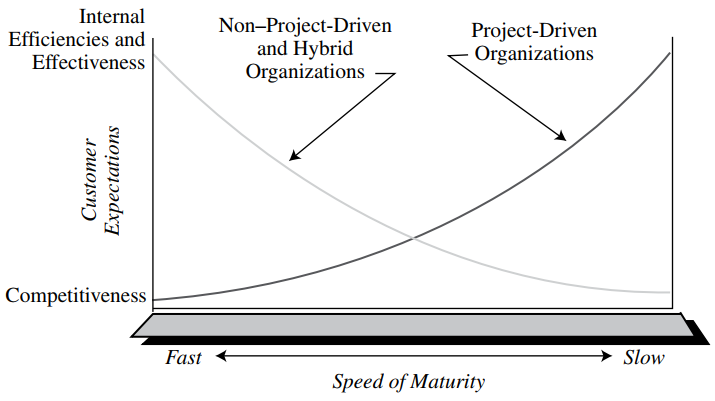 Internal
Efficiencies and
Effectiveness
Non–Project-Driven
and Hybrid
Organizations
Project-Driven
Organizations
Customer
Expectations
Competitiveness
Fast
Slow
Speed of Maturity